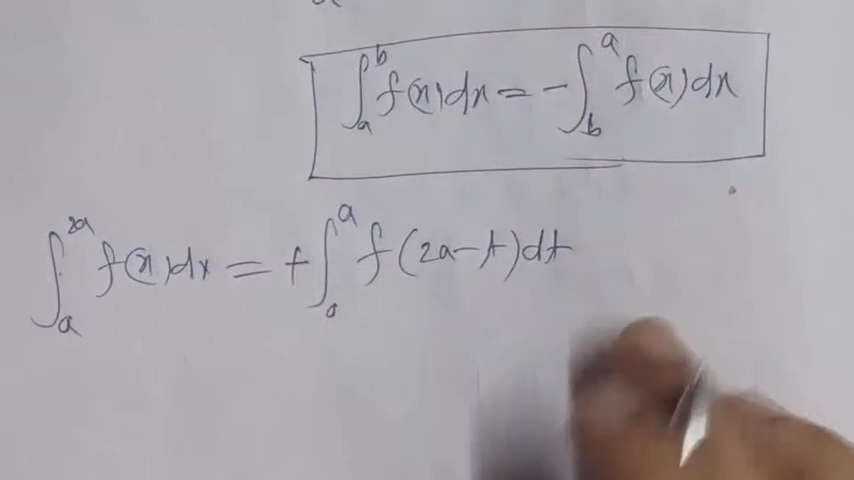 ∫_a^b f(x)dx = -∫_b^a f(x)dx
∫_a^2a f(x)dx = +∫_0^a f(2a-t)dt